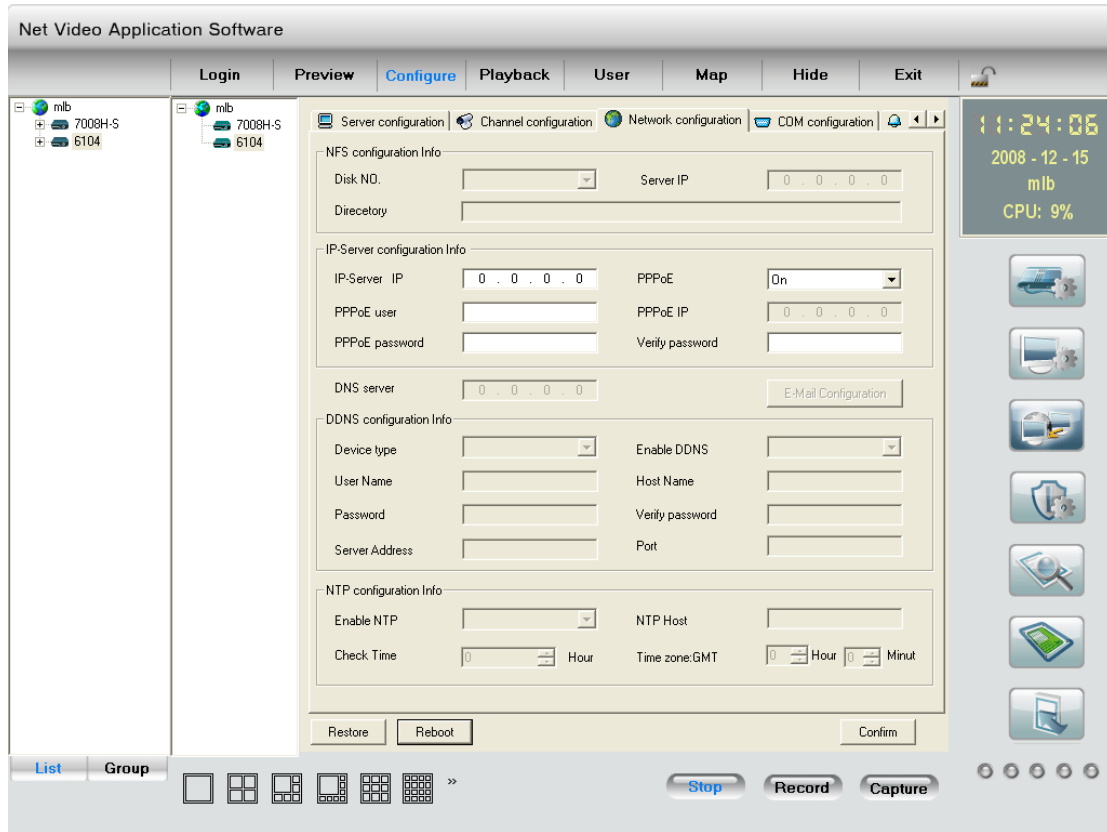 Net Video Application Software
Login Preview Configure Playback User Map Hide Exit
mlb
7008H-S
6104
mlb
7008H-S
6104
Server configuration Channel configuration Network configuration COM configuration
11:24:06
2008 - 12 - 15
mlb
CPU: 9%
NFS configuration Info
Disk NO. Server IP 0 . 0 . 0 . 0
Direcetory
IP-Server configuration Info
IP-Server IP 0 . 0 . 0 . 0 PPPoE On
PPPoE user PPPoE IP 0 . 0 . 0 . 0
PPPoE password Verify password
DNS server 0 . 0 . 0 . 0 E-Mail Configuration
DDNS configuration Info
Device type Enable DDNS
User Name Host Name
Password Verify password
Server Address Port
NTP configuration Info
Enable NTP NTP Host
Check Time 0 Hour Time zone:GMT 0 Hour 0 Minut
Restore Reboot Confirm
List Group
» Stop Record Capture